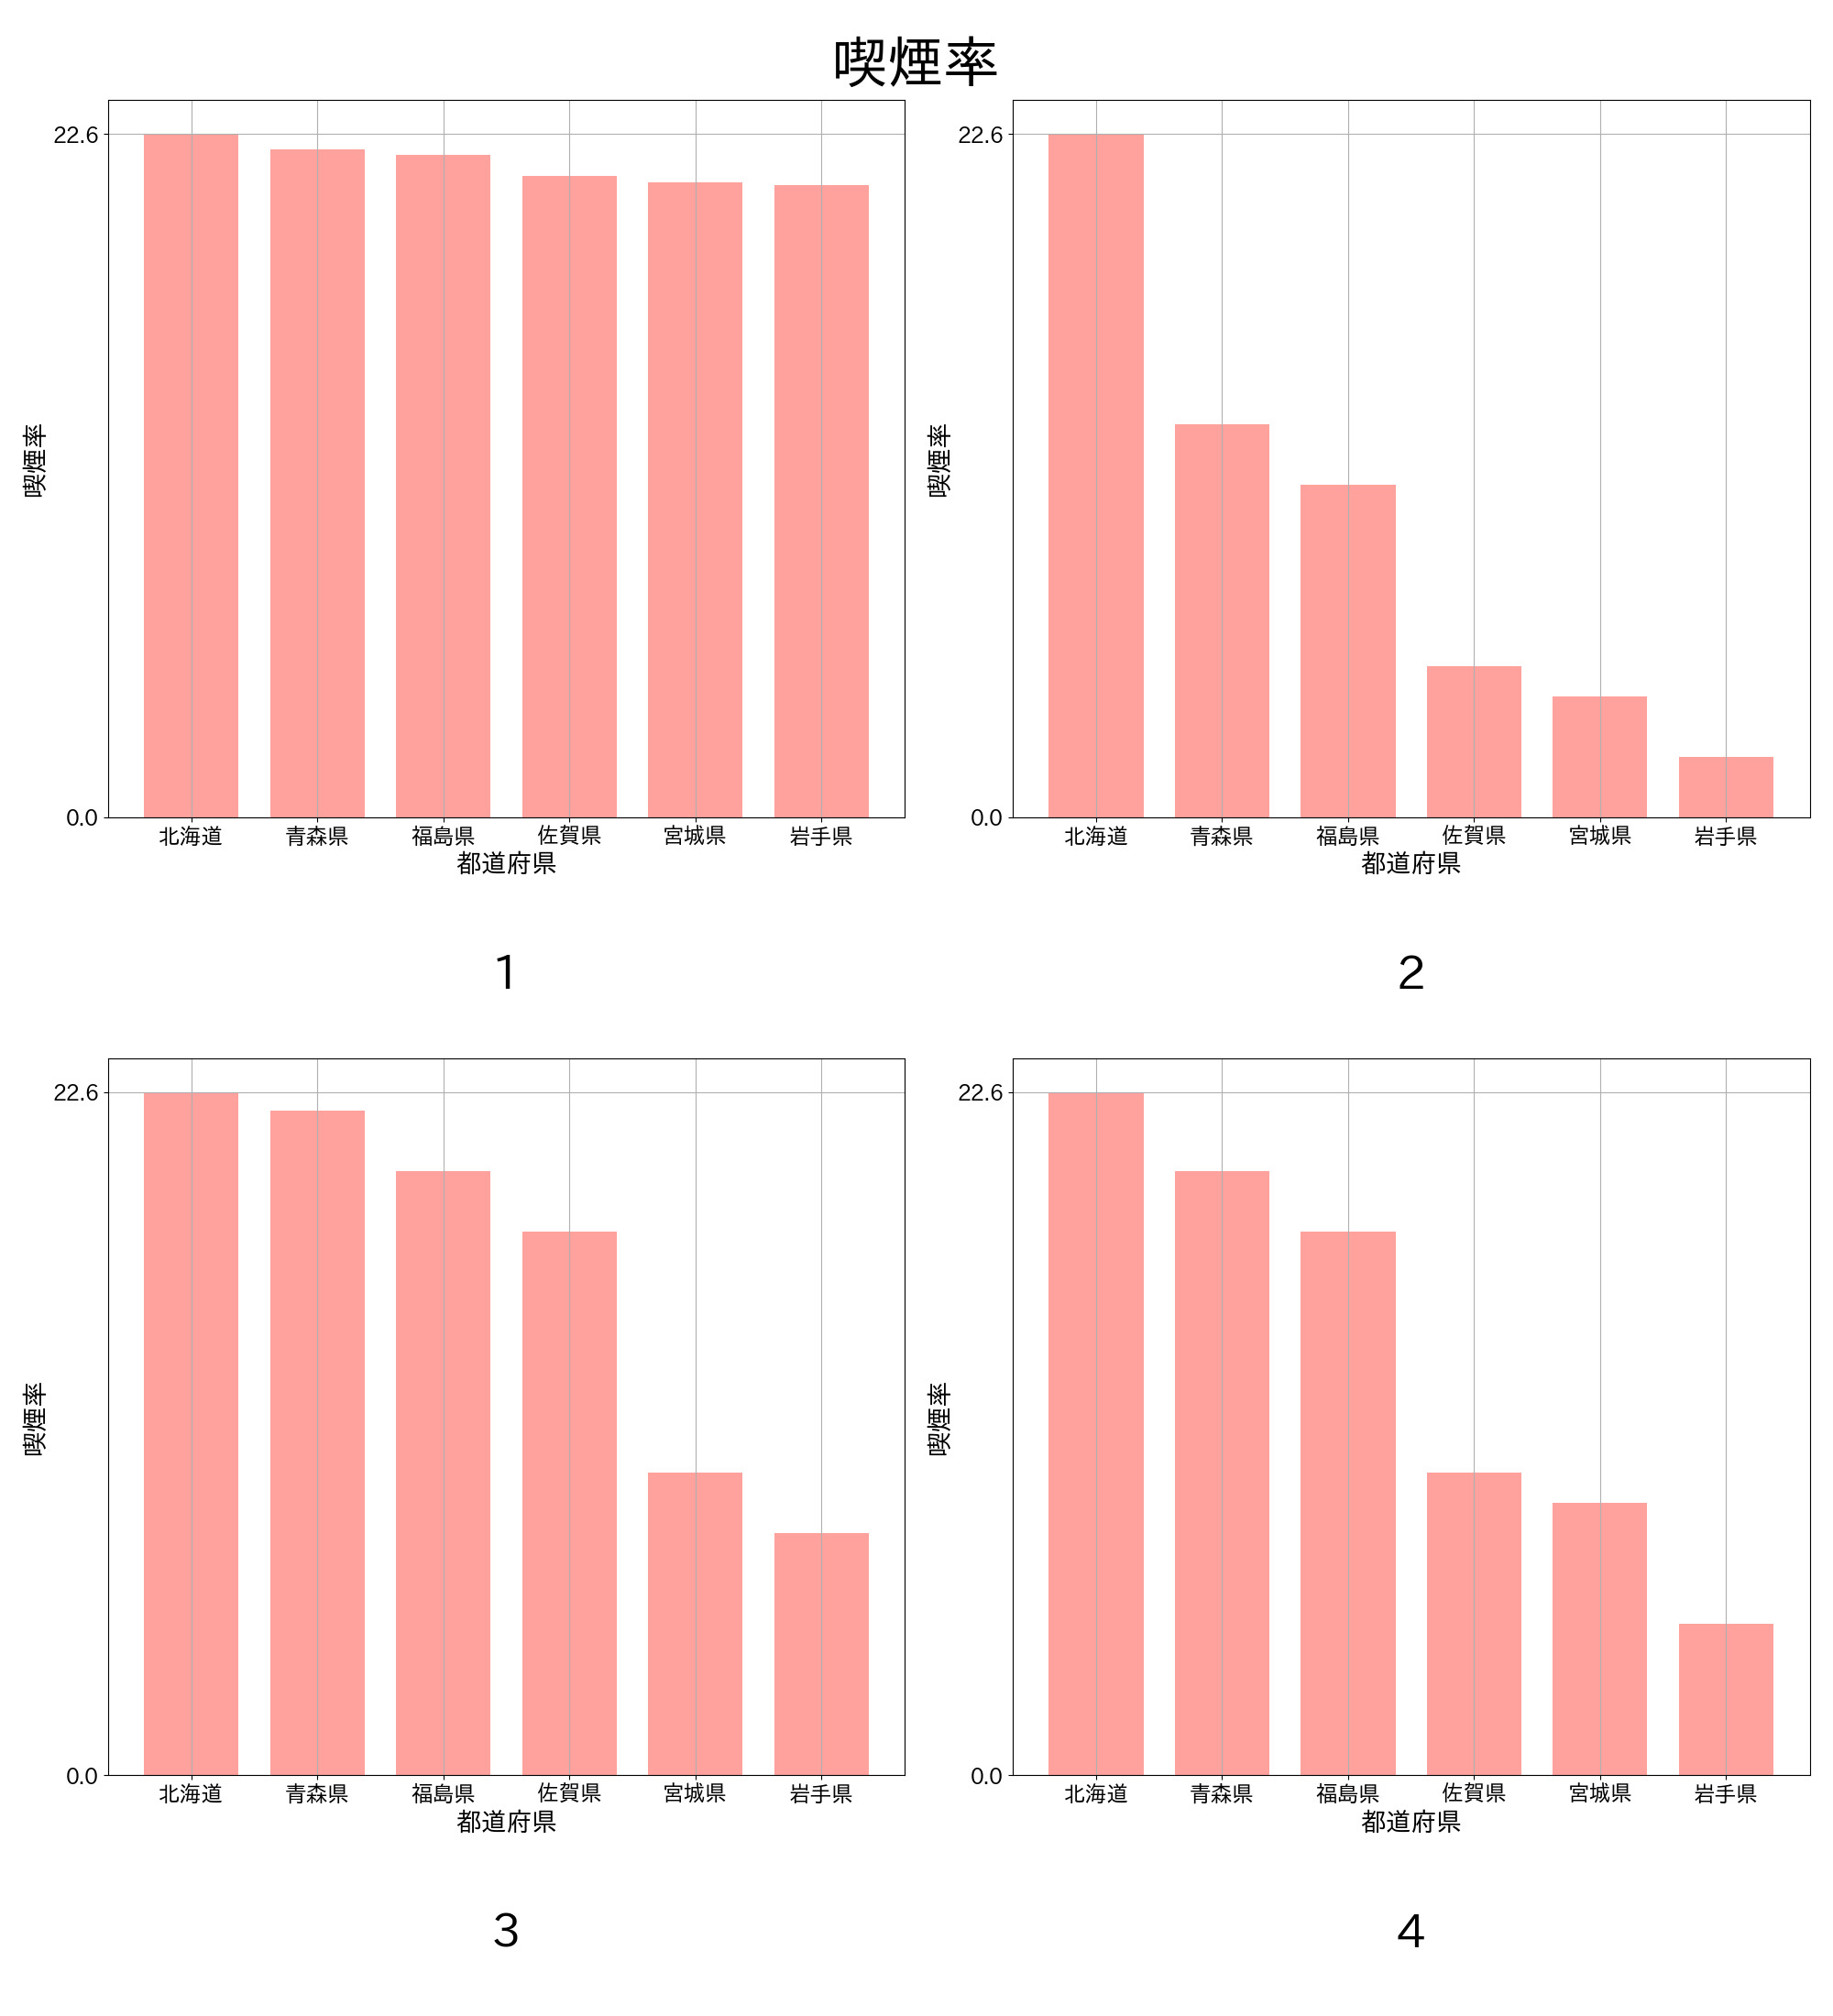 喫煙率
22.6
喫煙率
0.0
北海道 青森県 福島県 佐賀県 宮城県 岩手県
都道府県
1
22.6
喫煙率
0.0
北海道 青森県 福島県 佐賀県 宮城県 岩手県
都道府県
2
22.6
喫煙率
0.0
北海道 青森県 福島県 佐賀県 宮城県 岩手県
都道府県
3
22.6
喫煙率
0.0
北海道 青森県 福島県 佐賀県 宮城県 岩手県
都道府県
4